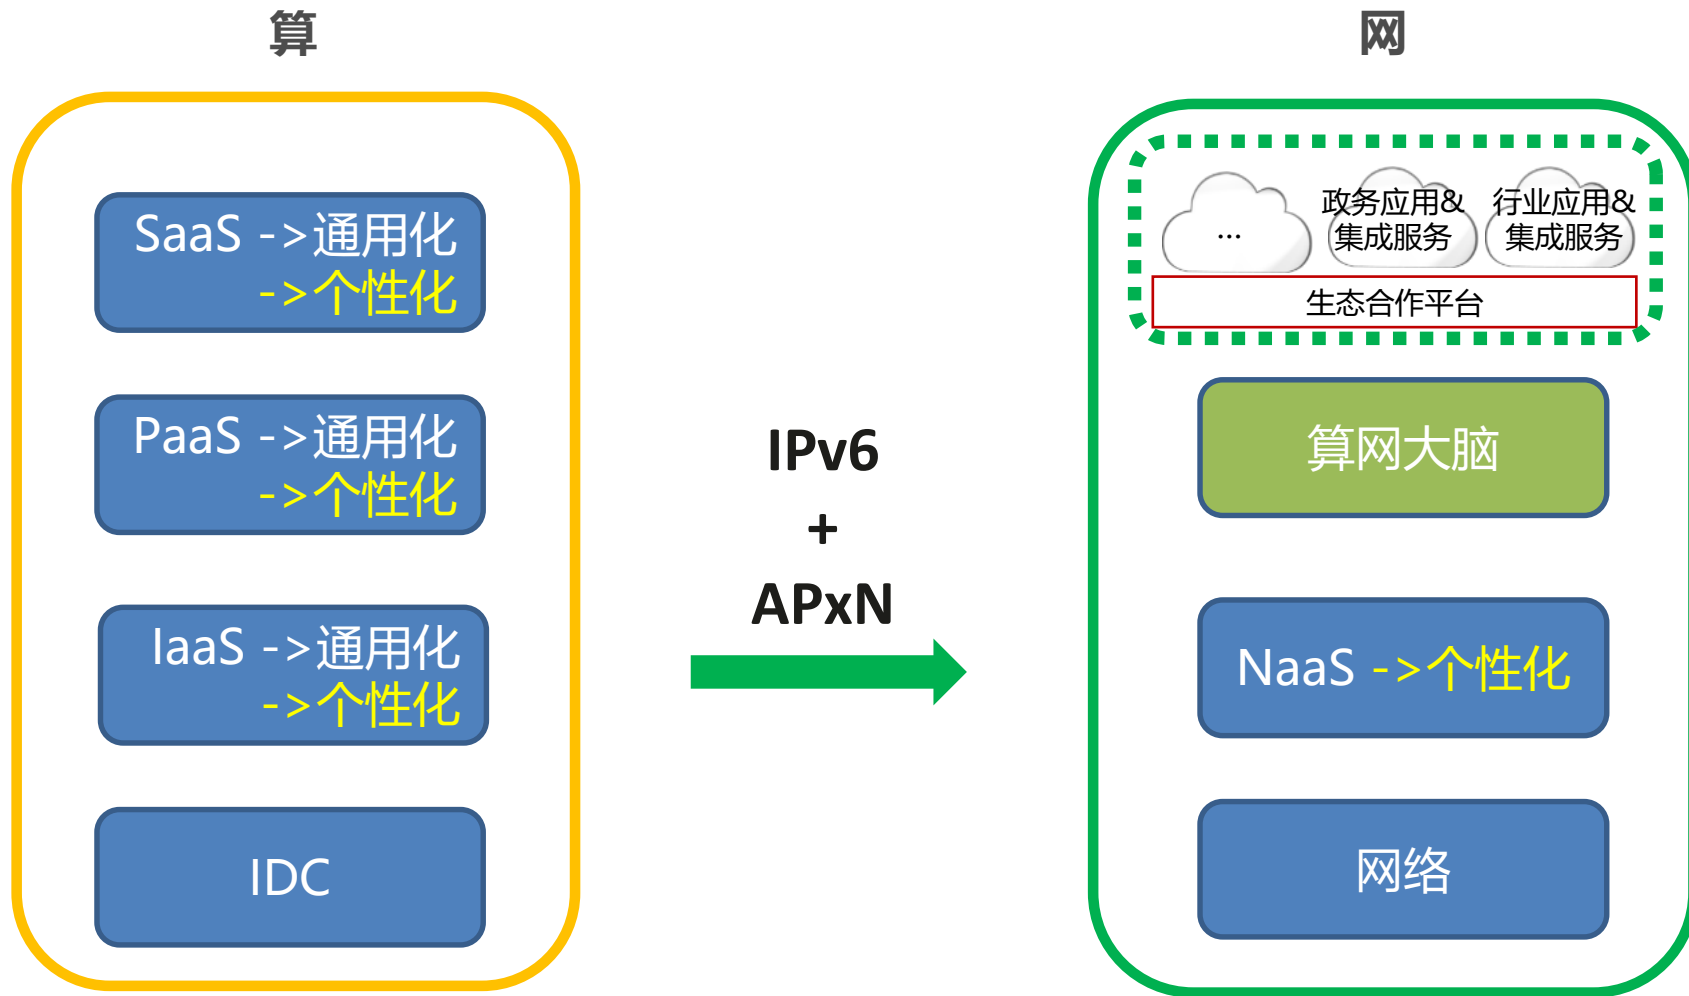 算
SaaS ->通用化
->个性化
PaaS ->通用化
->个性化
IaaS ->通用化
->个性化
IDC
IPv6
+
APxN
网
...
政务应用&
集成服务
行业应用&
集成服务
生态合作平台
算网大脑
NaaS ->个性化
网络